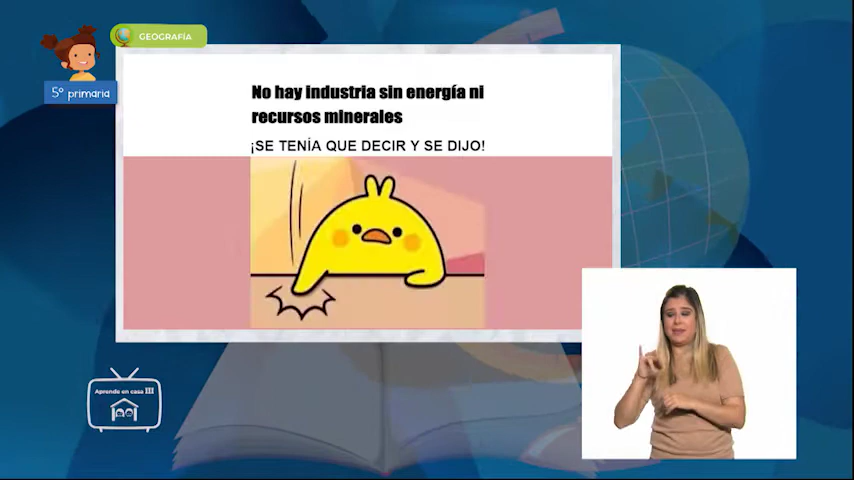 GEOGRAFÍA
5º primaria
No hay industria sin energía ni
recursos minerales
¡SE TENÍA QUE DECIR Y SE DIJO!
Aprende en casa III